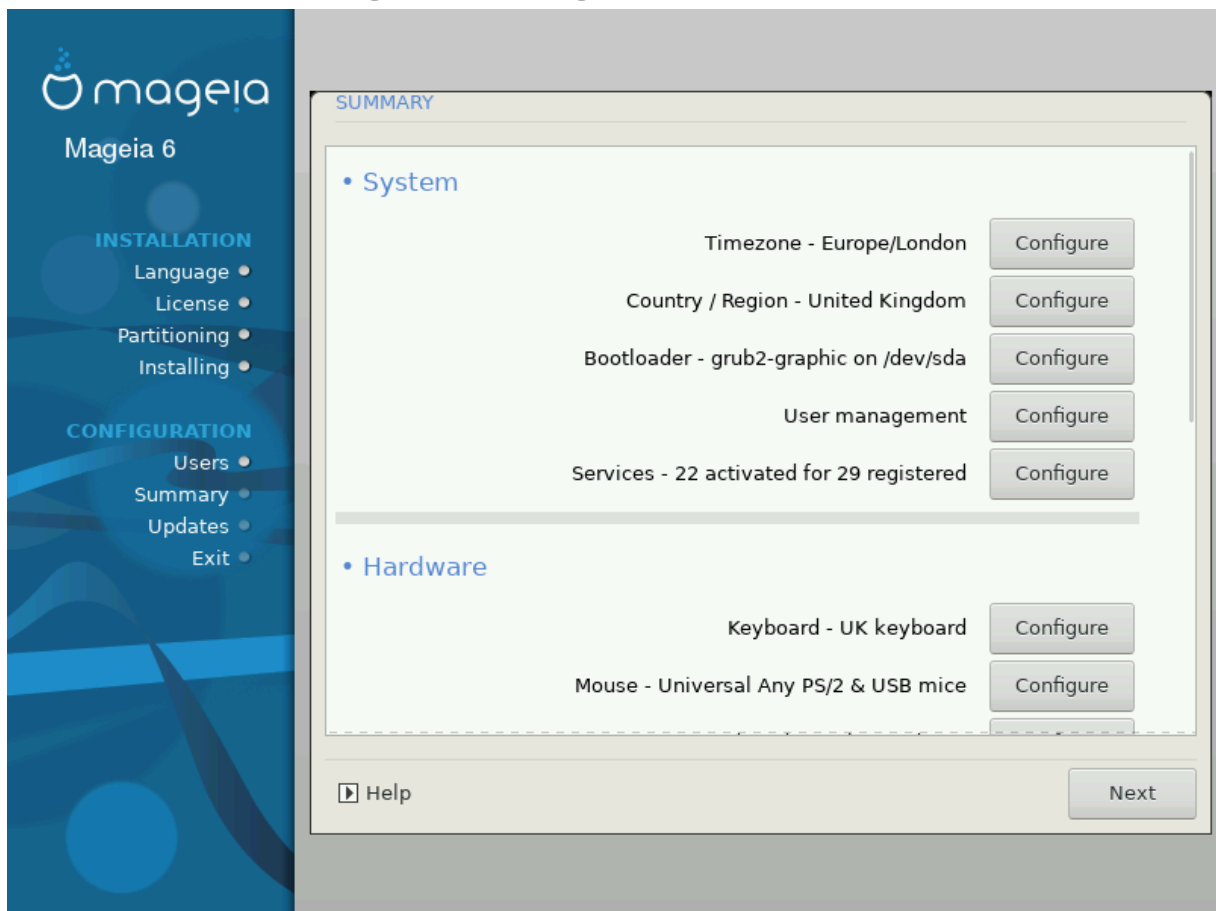 mageia
Mageia 6
INSTALLATION
Language
License
Partitioning
Installing
CONFIGURATION
Users
Summary
Updates
Exit
SUMMARY
• System
Timezone - Europe/London Configure
Country / Region - United Kingdom Configure
Bootloader - grub2-graphic on /dev/sda Configure
User management Configure
Services - 22 activated for 29 registered Configure
• Hardware
Keyboard - UK keyboard Configure
Mouse - Universal Any PS/2 & USB mice Configure
Help
Next